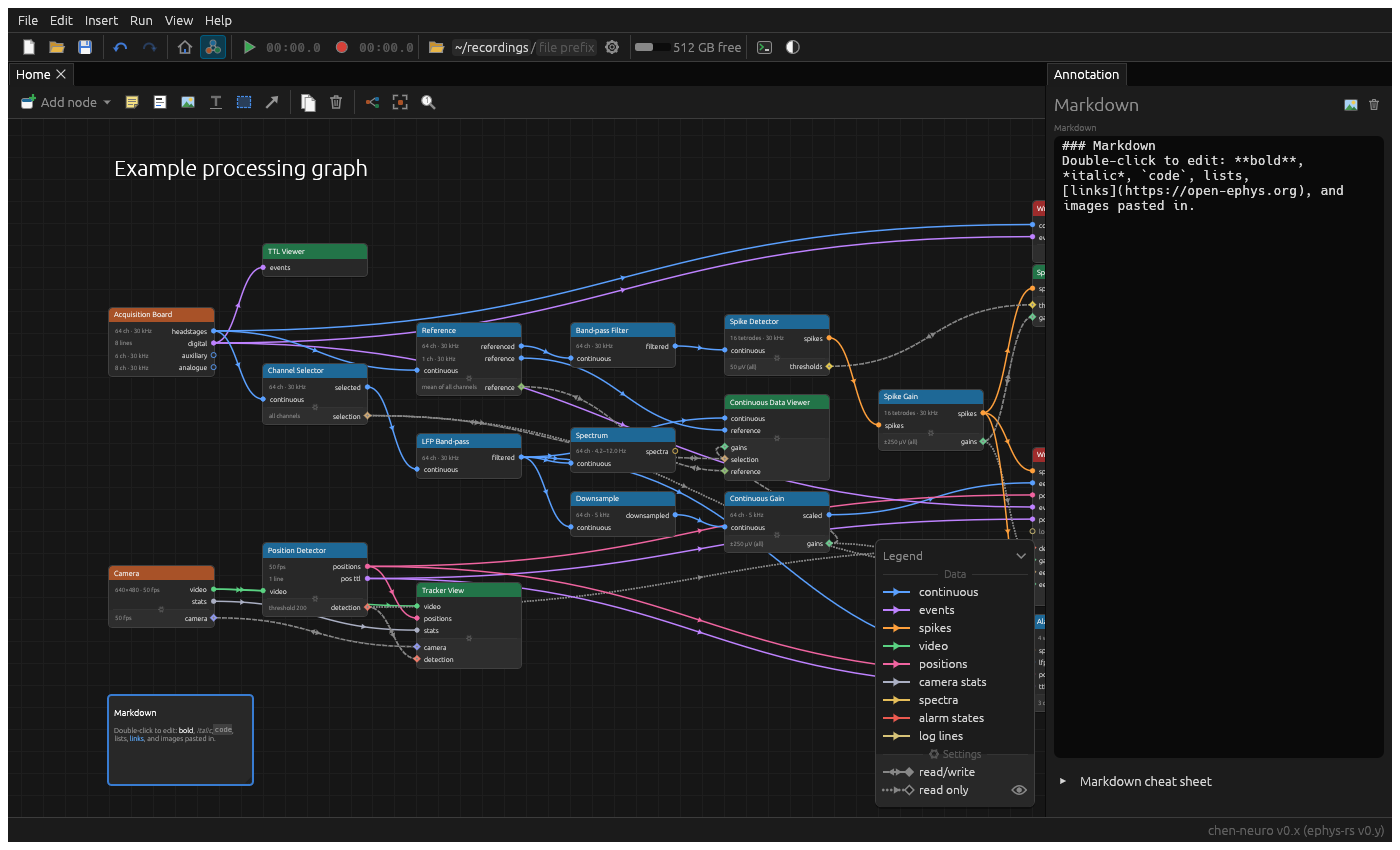 File Edit Insert Run View Help
00:00.0 00:00.0 ~/recordings/file prefix 512 GB free
Home
Annotation
Add node
Markdown
Markdown
### Markdown
Double-click to edit: **bold**,
*italic*, `code`, lists,
[links](https://open-ephys.org), and
images pasted in.
Markdown cheat sheet
Example processing graph
TTL Viewer
events
Acquisition Board
64 ch · 30 kHz headstages
8 lines digital
6 ch · 30 kHz auxiliary
8 ch · 30 kHz analogue
Channel Selector
64 ch · 30 kHz selected
continuous
all channels selection
Reference
64 ch · 30 kHz referenced
1 ch · 30 kHz reference
continuous
mean of all channels reference
LFP Band-pass
64 ch · 30 kHz filtered
continuous
Band-pass Filter
64 ch · 30 kHz filtered
continuous
Spectrum
64 ch · 4.2–12.0 Hz spectra
continuous
Downsample
64 ch · 5 kHz downsampled
continuous
Spike Detector
16 tetrodes · 30 kHz spikes
continuous
50 µV (all) thresholds
Continuous Data Viewer
continuous
reference
gains
selection
reference
Continuous Gain
64 ch · 5 kHz scaled
continuous
±250 µV (all) gains
Spike Gain
16 tetrodes · 30 kHz spikes
spikes
±250 µV (all) gains
Camera
640×480 · 50 fps video
stats
50 fps camera
Position Detector
50 fps positions
1 line pos ttl
video
threshold 200 detection
Tracker View
video
positions
stats
camera
detection
Markdown
Double-click to edit: bold, italic, code,
lists, links, and images pasted in.
Legend
Data
continuous
events
spikes
video
positions
camera stats
spectra
alarm states
log lines
Settings
read/write
read only
chen-neuro v0.x (ephys-rs v0.y)